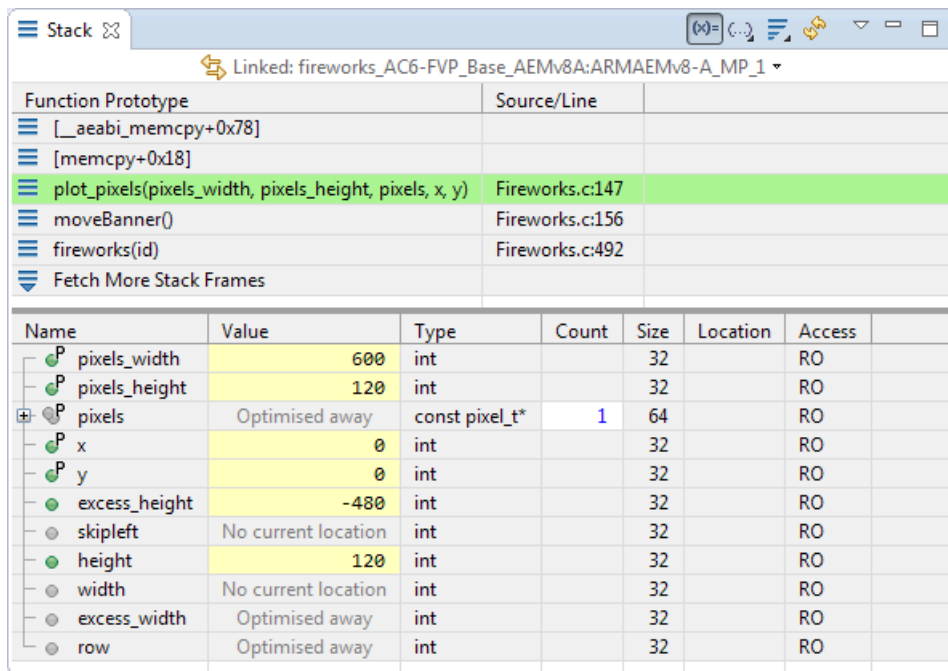 Stack
(x)= (...)
Linked: fireworks_AC6-FVP_Base_AEMv8A:ARMAEMv8-A_MP_1
Function Prototype Source/Line
[__aeabi_memcpy+0x78]
[memcpy+0x18]
plot_pixels(pixels_width, pixels_height, pixels, x, y) Fireworks.c:147
moveBanner() Fireworks.c:156
fireworks(id) Fireworks.c:492
Fetch More Stack Frames
Name Value Type Count Size Location Access
P pixels_width 600 int 32 RO
P pixels_height 120 int 32 RO
P pixels Optimised away const pixel_t* 1 64 RO
P x 0 int 32 RO
P y 0 int 32 RO
excess_height -480 int 32 RO
skipleft No current location int 32 RO
height 120 int 32 RO
width No current location int 32 RO
excess_width Optimised away int 32 RO
row Optimised away int 32 RO